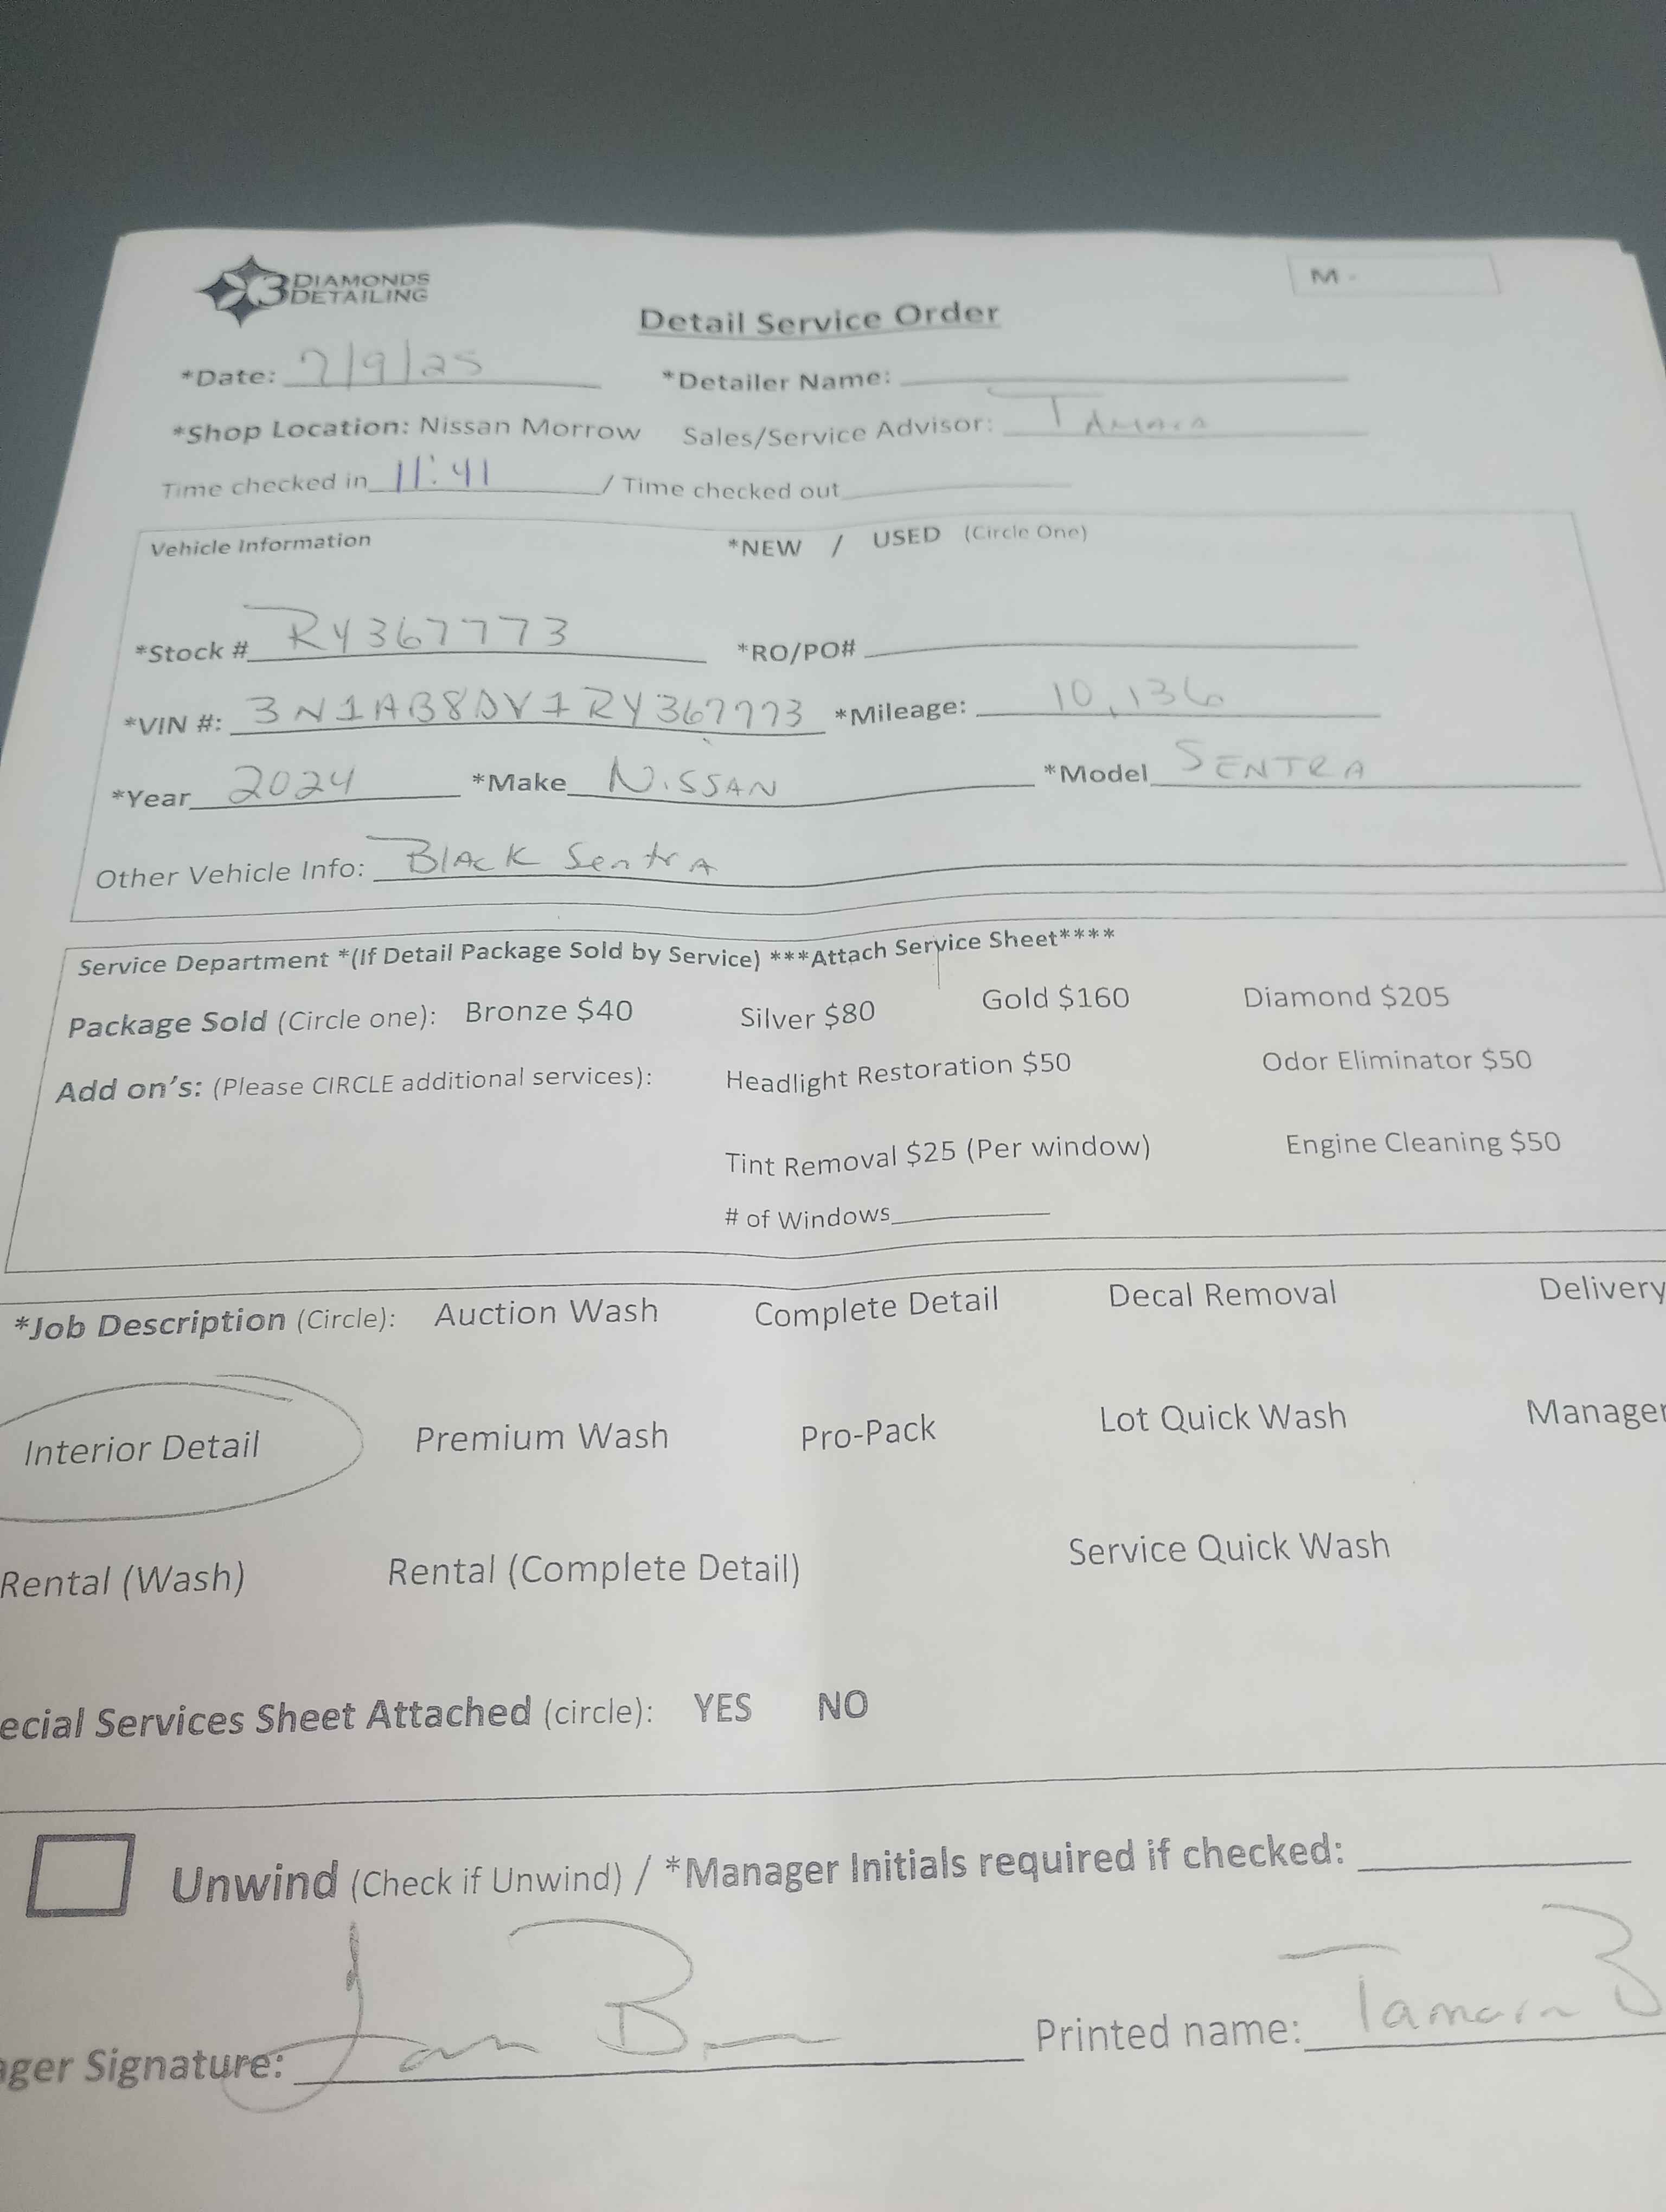 3 DIAMONDS DETAILING
M -
Detail Service Order
*Date: 7/9/25 *Detailer Name:
*Shop Location: Nissan Morrow Sales/Service Advisor: TAMARA
Time checked in 11:41 / Time checked out
Vehicle Information *NEW / USED (Circle One)
*Stock # RY367773 *RO/PO#
*VIN #: 3N1AB8DV1RY367773 *Mileage: 10,136
*Year 2024 *Make NISSAN *Model SENTRA
Other Vehicle Info: BlAcK SentrA
Service Department *(If Detail Package Sold by Service) ***Attach Service Sheet****
Package Sold (Circle one): Bronze $40 Silver $80 Gold $160 Diamond $205
Add on's: (Please CIRCLE additional services): Headlight Restoration $50 Odor Eliminator $50
Tint Removal $25 (Per window) Engine Cleaning $50
# of Windows
*Job Description (Circle): Auction Wash Complete Detail Decal Removal Delivery
Interior Detail Premium Wash Pro-Pack Lot Quick Wash Manager
Rental (Wash) Rental (Complete Detail) Service Quick Wash
ecial Services Sheet Attached (circle): YES NO
Unwind (Check if Unwind) / *Manager Initials required if checked:
ager Signature: Printed name: Tamara B